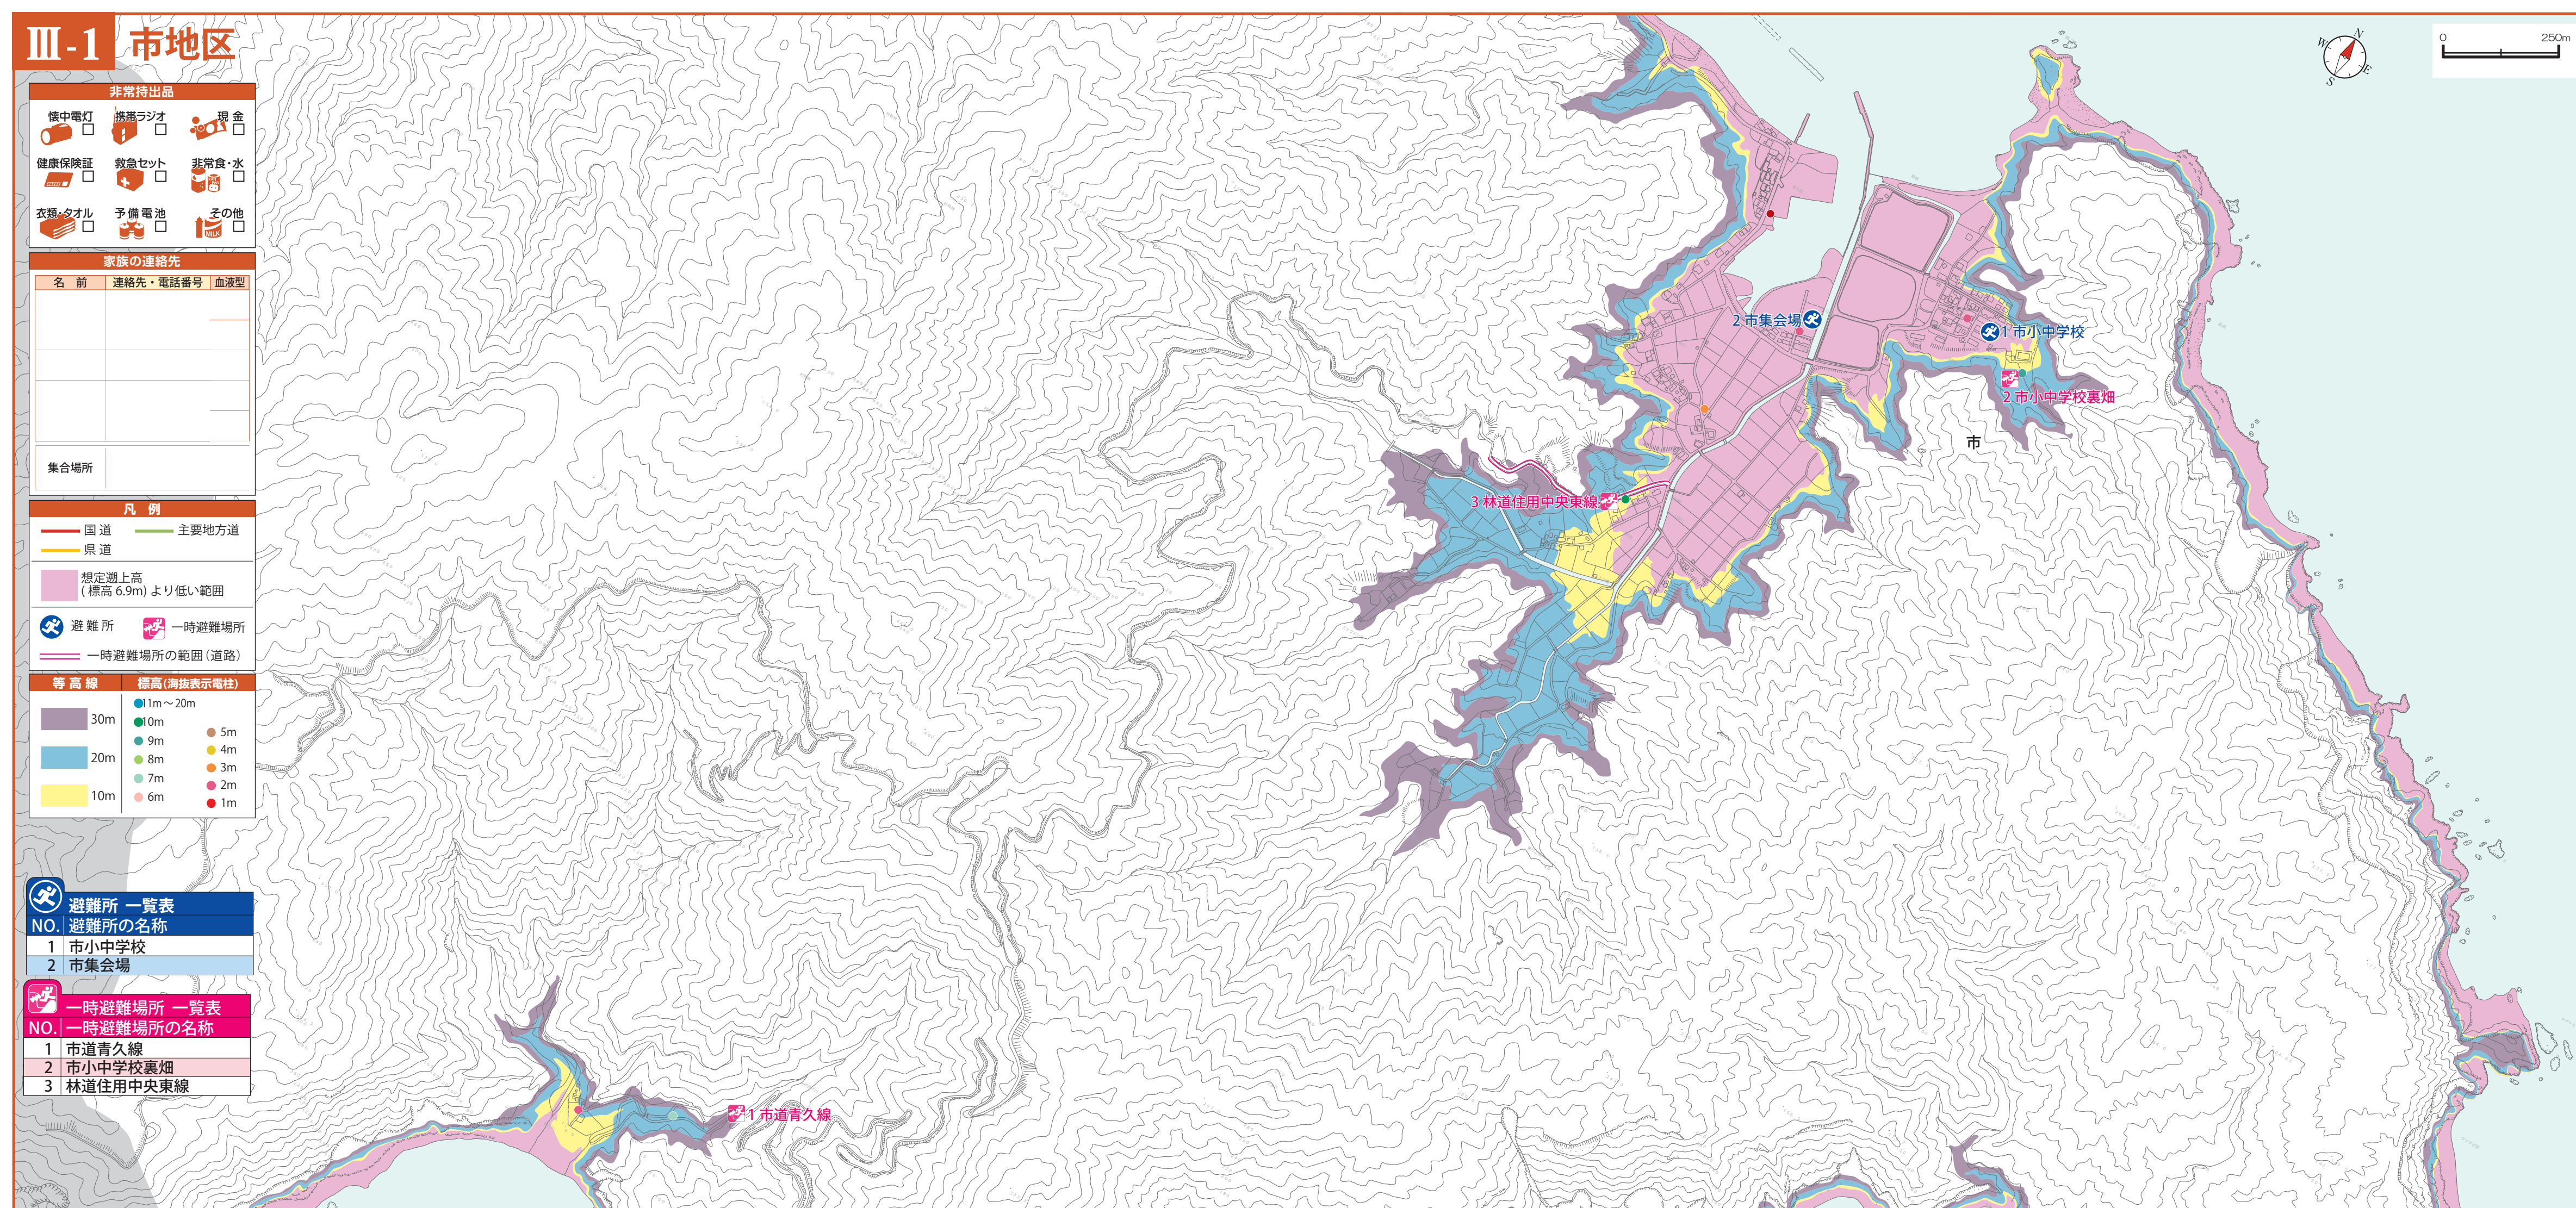 Ⅲ-1 市地区
非常持出品
懐中電灯 携帯ラジオ 現金
健康保険証 救急セット 非常食・水
衣類・タオル 予備電池 その他
MILK
家族の連絡先
名 前 連絡先・電話番号 血液型
集合場所
凡 例
国道 主要地方道
県道
想定遡上高
(標高6.9m)より低い範囲
避難所 一時避難場所
一時避難場所の範囲(道路)
等高線 標高(海抜表示電柱)
30m
20m
10m
11m～20m
10m
9m
8m
7m
6m
5m
4m
3m
2m
1m
避難所 一覧表
NO. 避難所の名称
1 市小中学校
2 市集会場
一時避難場所 一覧表
NO. 一時避難場所の名称
1 市道青久線
2 市小中学校裏畑
3 林道住用中央東線
N
W
E
S
0 250m
2 市集会場
1 市小中学校
2 市小中学校裏畑
市
3 林道住用中央東線
1 市道青久線